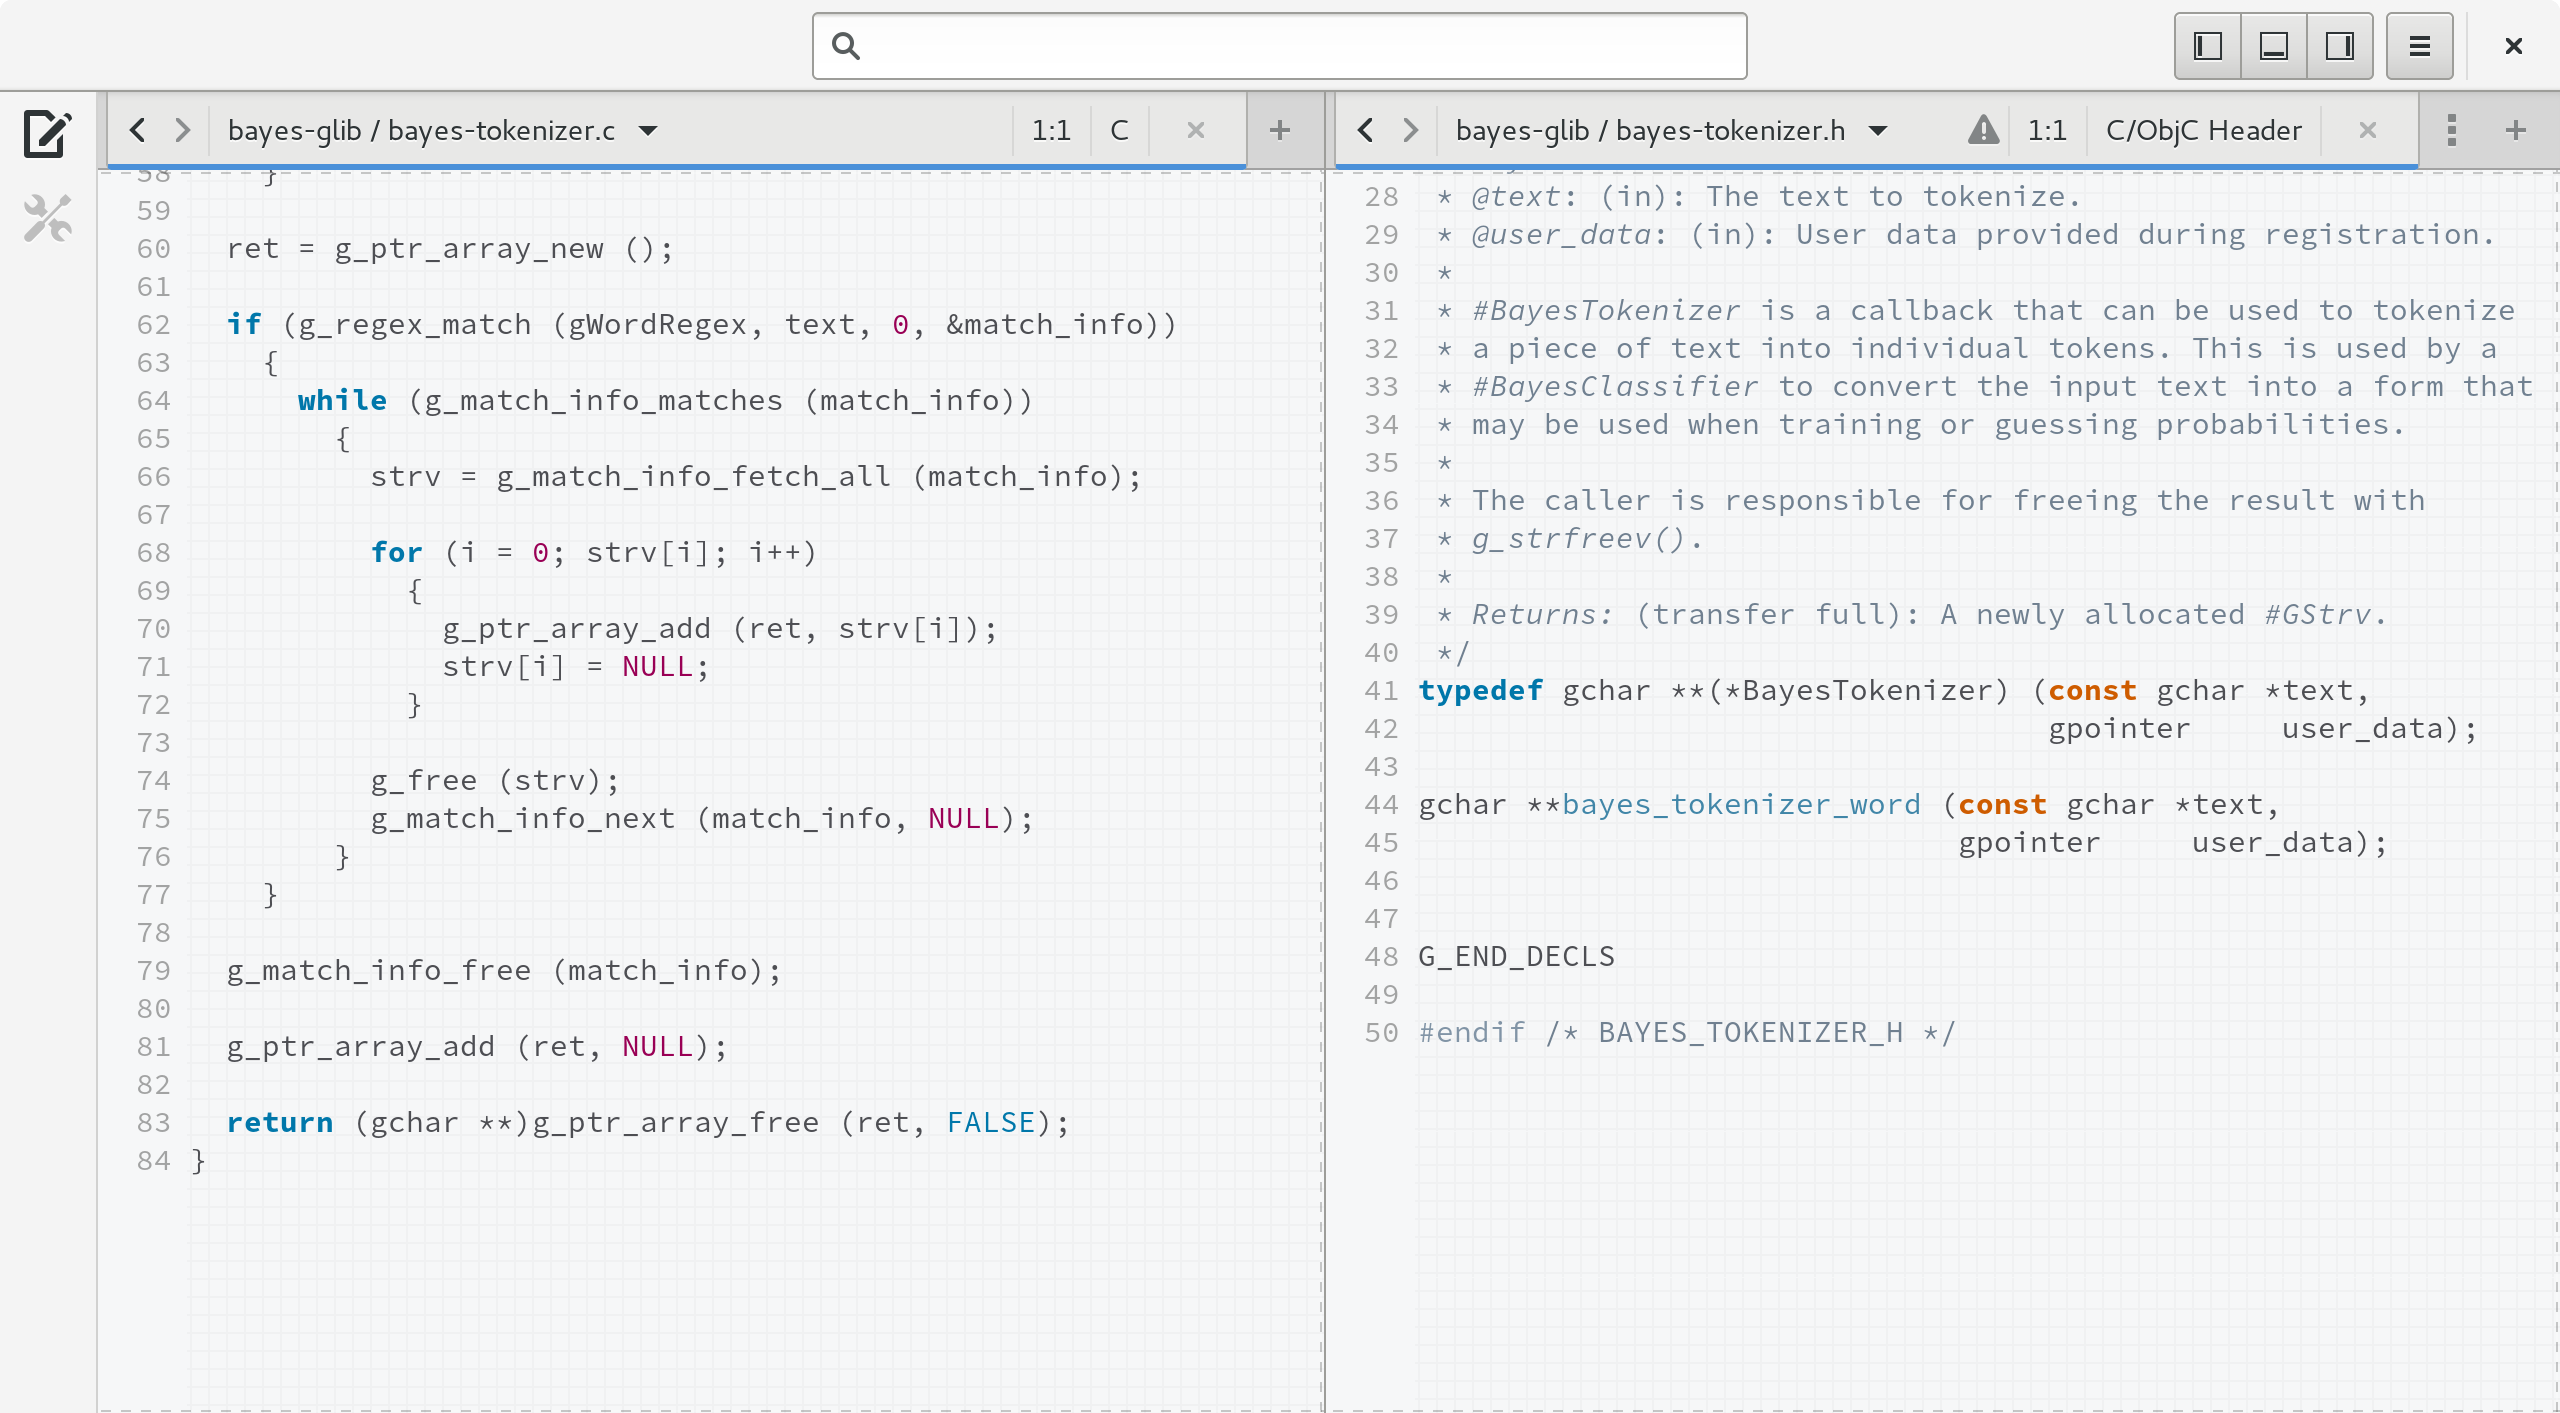 bayes-glib / bayes-tokenizer.c 1:1 C
58 }
59
60 ret = g_ptr_array_new ();
61
62 if (g_regex_match (gWordRegex, text, 0, &match_info))
63 {
64 while (g_match_info_matches (match_info))
65 {
66 strv = g_match_info_fetch_all (match_info);
67
68 for (i = 0; strv[i]; i++)
69 {
70 g_ptr_array_add (ret, strv[i]);
71 strv[i] = NULL;
72 }
73
74 g_free (strv);
75 g_match_info_next (match_info, NULL);
76 }
77 }
78
79 g_match_info_free (match_info);
80
81 g_ptr_array_add (ret, NULL);
82
83 return (gchar **)g_ptr_array_free (ret, FALSE);
84 }
bayes-glib / bayes-tokenizer.h 1:1 C/ObjC Header
28 * @text: (in): The text to tokenize.
29 * @user_data: (in): User data provided during registration.
30 *
31 * #BayesTokenizer is a callback that can be used to tokenize
32 * a piece of text into individual tokens. This is used by a
33 * #BayesClassifier to convert the input text into a form that
34 * may be used when training or guessing probabilities.
35 *
36 * The caller is responsible for freeing the result with
37 * g_strfreev().
38 *
39 * Returns: (transfer full): A newly allocated #GStrv.
40 */
41 typedef gchar **(*BayesTokenizer) (const gchar *text,
42 gpointer user_data);
43
44 gchar **bayes_tokenizer_word (const gchar *text,
45 gpointer user_data);
46
47
48 G_END_DECLS
49
50 #endif /* BAYES_TOKENIZER_H */